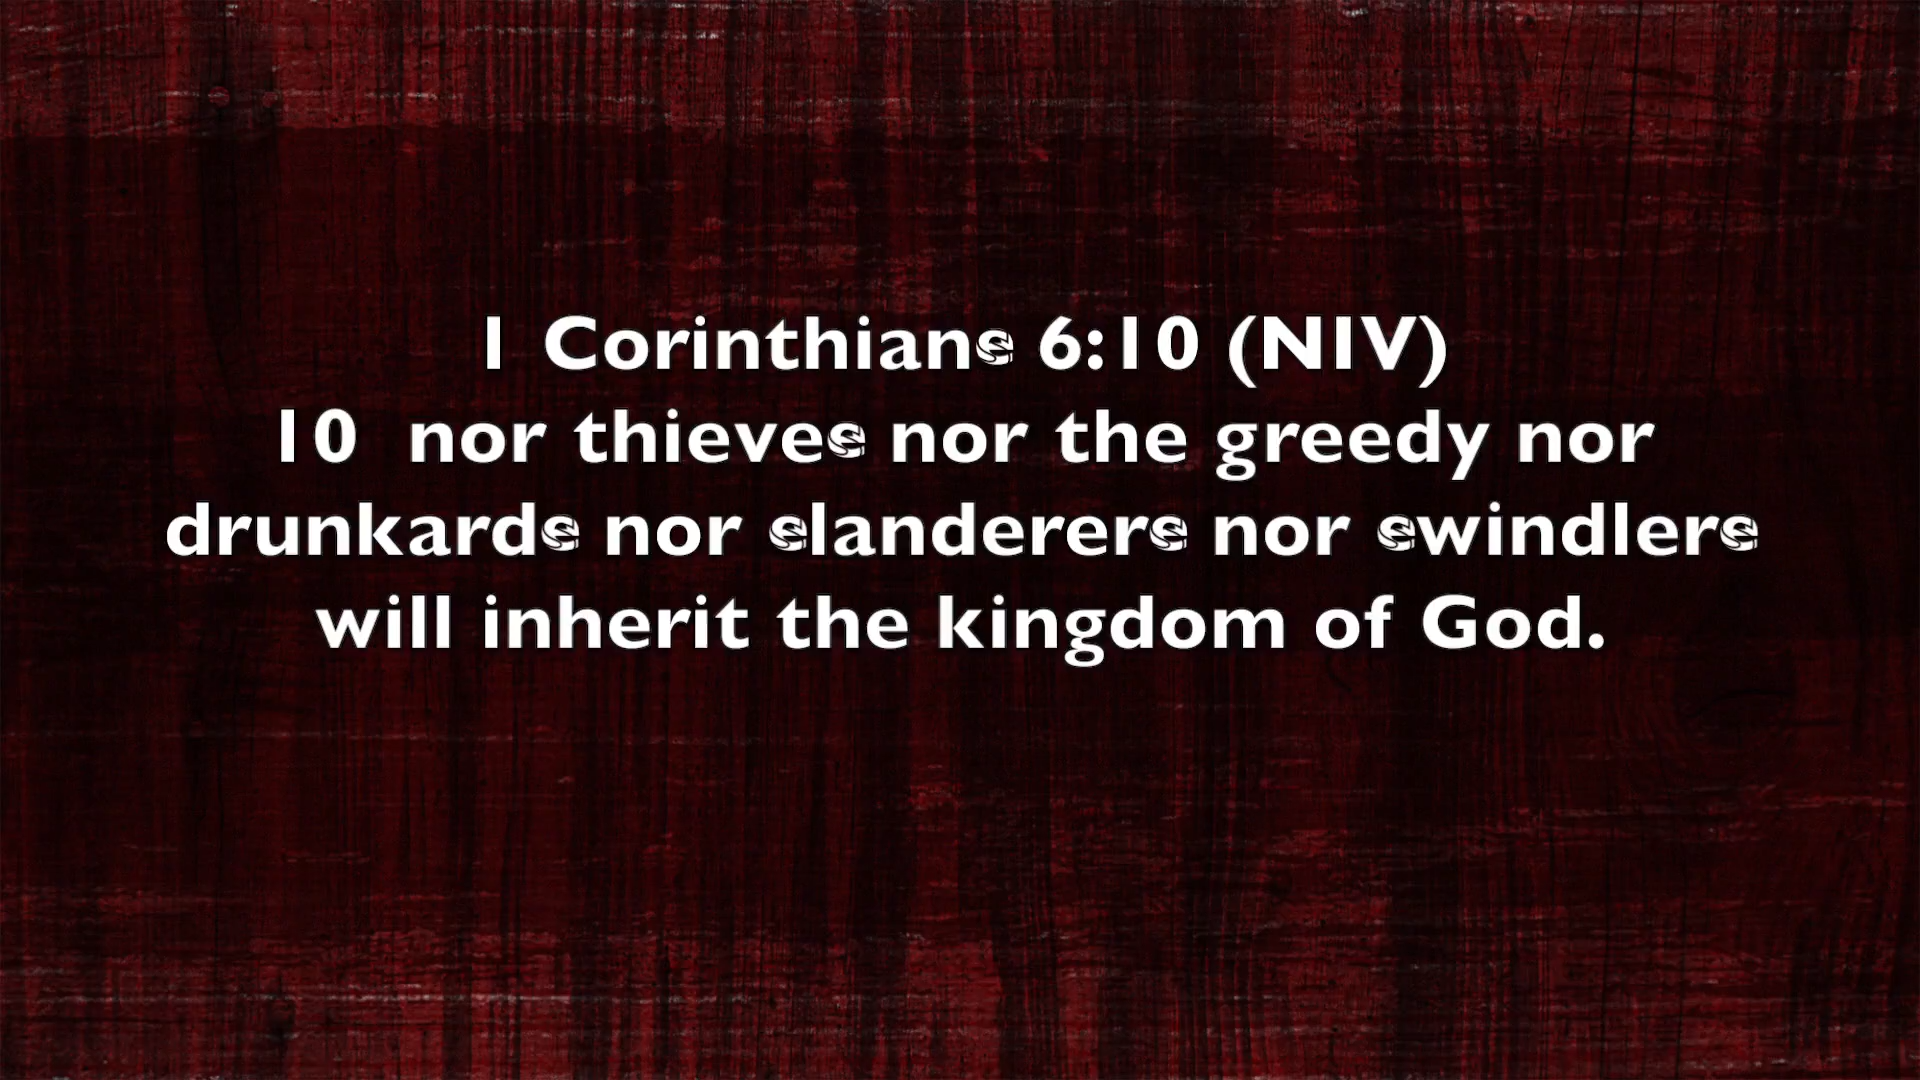 1 Corinthians 6:10 (NIV)
10 nor thieves nor the greedy nor
drunkards nor slanderers nor swindlers
will inherit the kingdom of God.